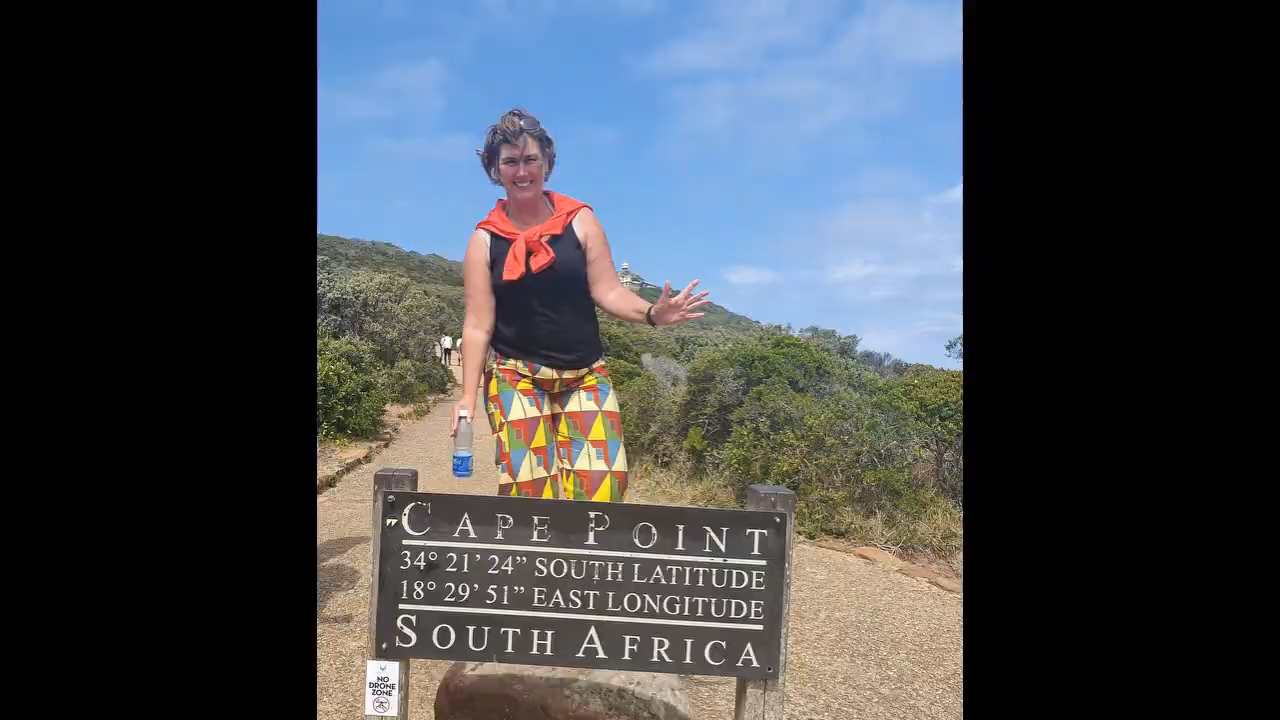 CAPE POINT
34° 21' 24" SOUTH LATITUDE
18° 29' 51" EAST LONGITUDE
SOUTH AFRICA
NO
DRONE
ZONE